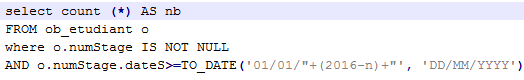 select count (*) AS nb
FROM ob_etudiant o
where o.numStage IS NOT NULL
AND o.numStage.dateS>=TO_DATE('01/01/"+(2016-n)+"', 'DD/MM/YYYY')